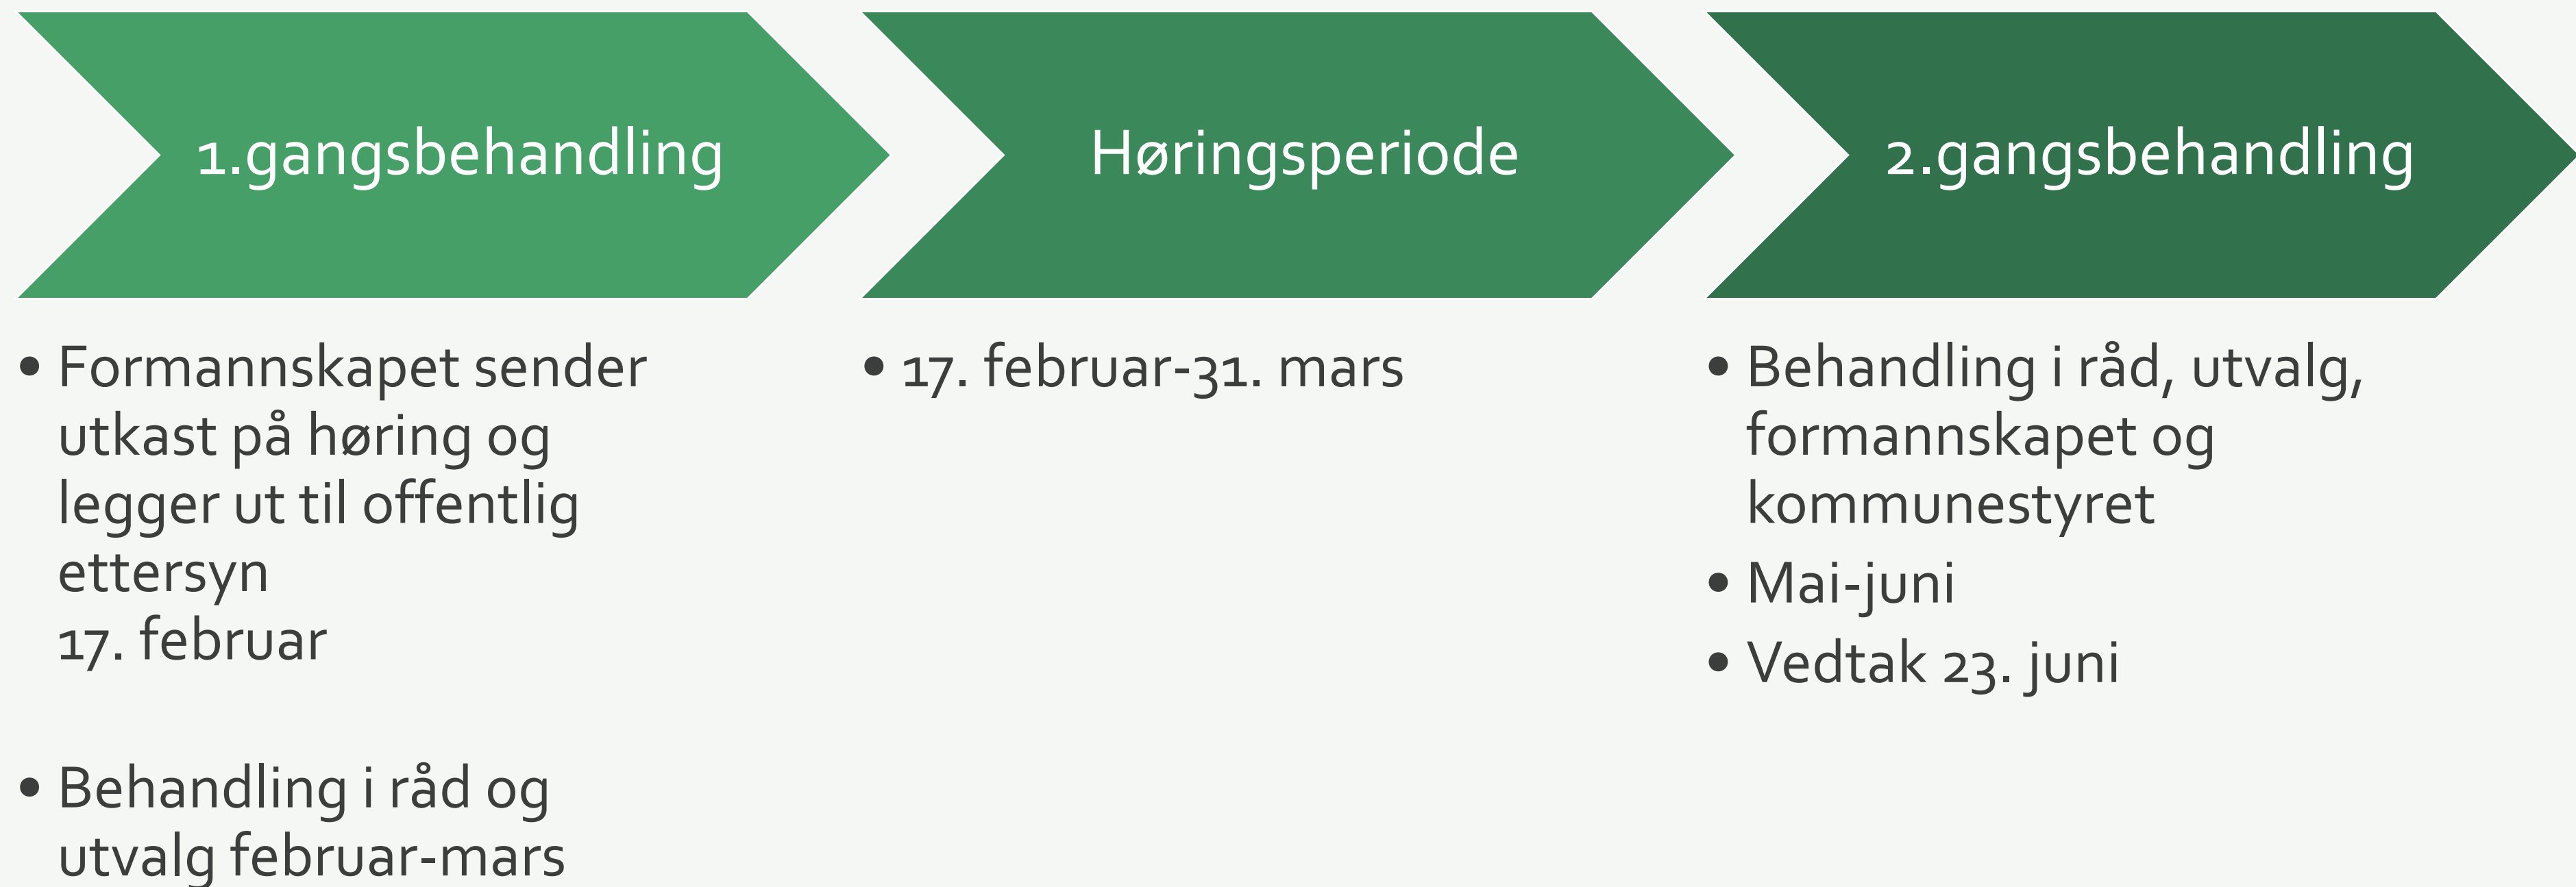 1.gangsbehandling
• Formannskapet sender
utkast på høring og
legger ut til offentlig
ettersyn
17. februar
• Behandling i råd og
utvalg februar-mars
Høringsperiode
• 17. februar-31. mars
2.gangsbehandling
• Behandling i råd, utvalg,
formannskapet og
kommunestyret
• Mai-juni
• Vedtak 23. juni